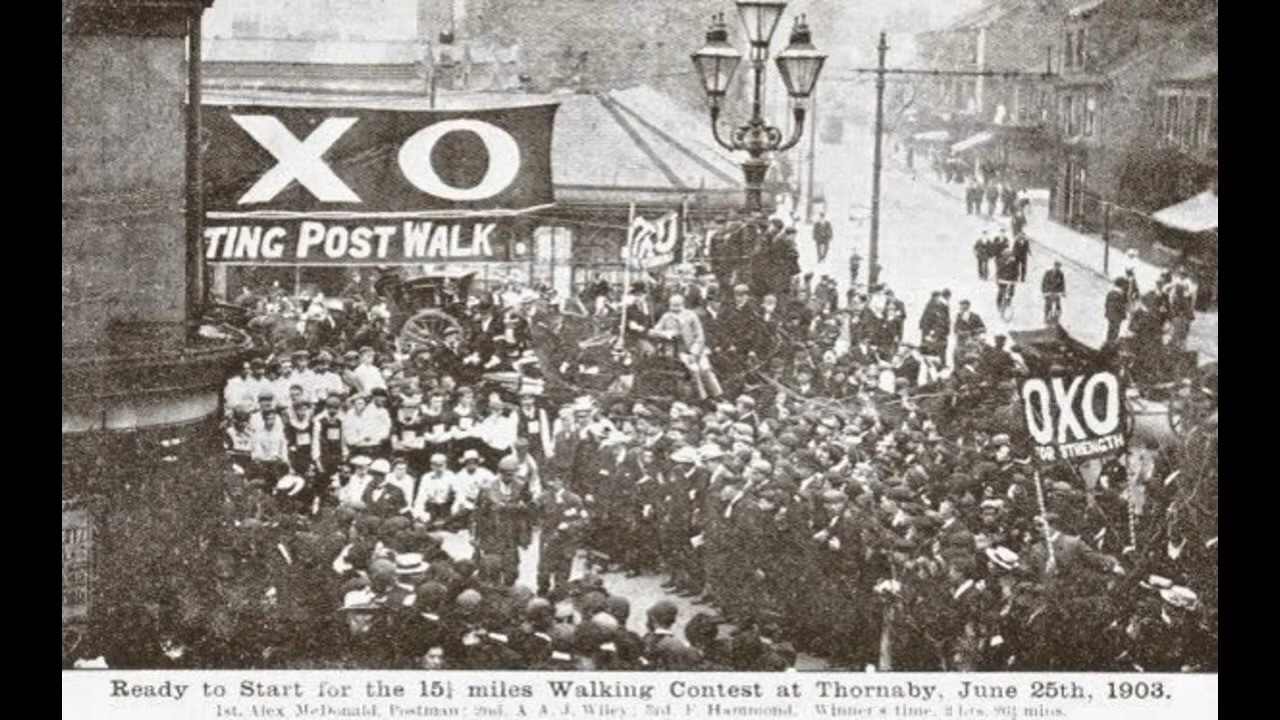 XO
TING POST WALK
OXO
FOR STRENGTH
Ready to Start for the 15½ miles Walking Contest at Thornaby, June 25th, 1903.
1st, Alex McDonald, Postman; 2nd, A. A. J. Wiley; 3rd, F. Hammond. Winner's time, 2 hrs.